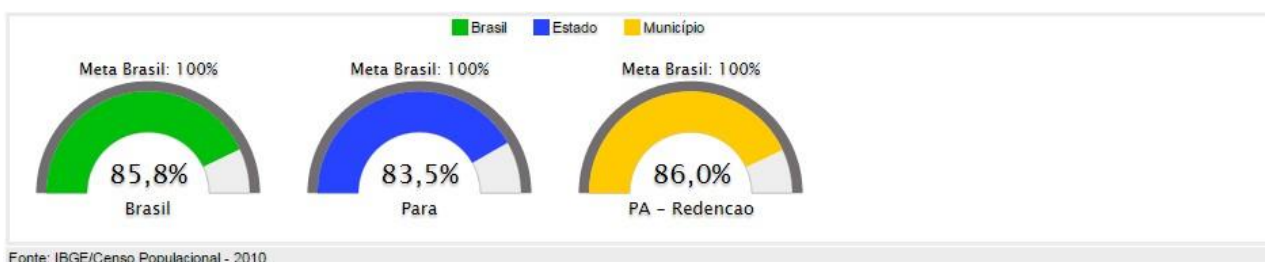 Brasil Estado Município
Meta Brasil: 100% Meta Brasil: 100% Meta Brasil: 100%
85,8% 83,5% 86,0%
Brasil Para PA – Redencao
Fonte: IBGE/Censo Populacional - 2010